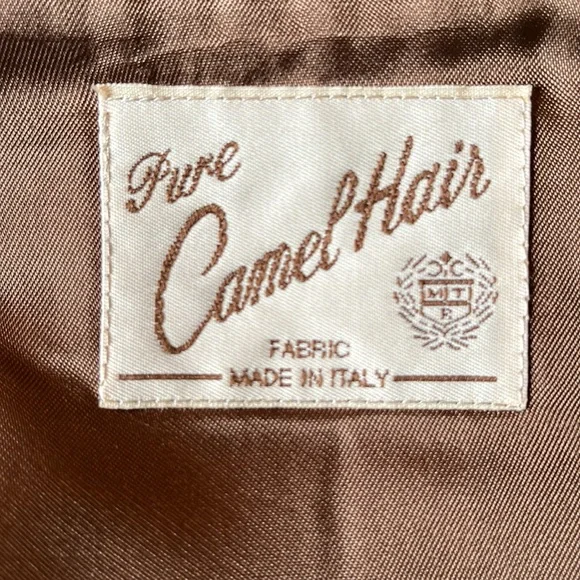 Pure
Camel Hair
M T
R
FABRIC
MADE IN ITALY